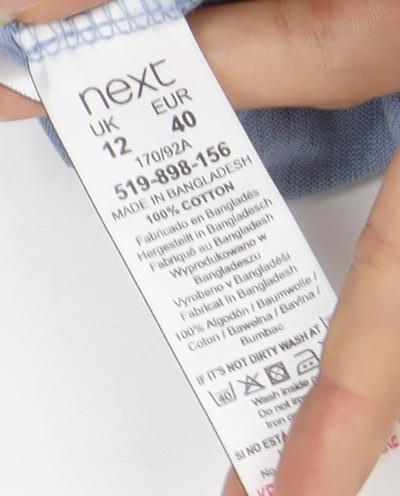 next
UK EUR
12 40
170/92A
519-898-156
MADE IN BANGLADESH
100% COTTON
Fabricado en Bangladés
Hergestellt in Bangladesch
Fabriqué au Bangladesh
Wyprodukowano w
Bangladeszu
Vyrobeno v Bangladéši
Fabricat în Bangladesh
100% Algodón / Baumwolle /
Coton / Bawełna / Bavlna /
Bumbac
IF IT'S NOT DIRTY WASH AT
40
Wash inside
Do not
Iron
SI NO
No